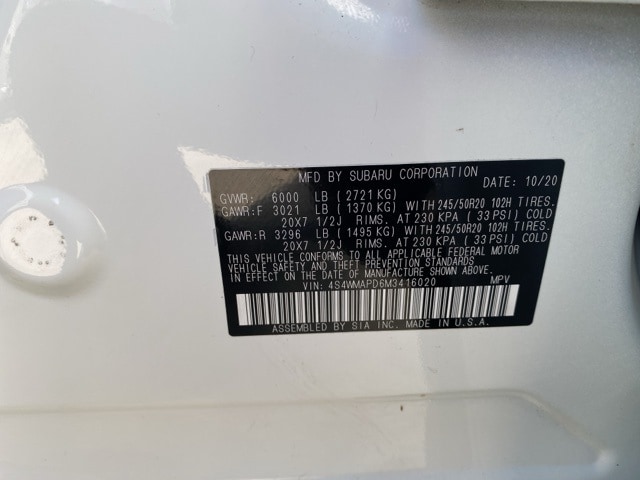 MFD BY SUBARU CORPORATION DATE: 10/20
GVWR: 6000 LB (2721KG)
GAWR:F 3021 LB (1370 KG) WITH 245/50R20 102H TIRES.
20X7 1/2J RIMS. AT 230 KPA (33 PSI) COLD
GAWR:R 3296 LB (1495 KG) WITH 245/50R20 102H TIRES.
20X7 1/2J RIMS. AT 230 KPA (33 PSI) COLD
THIS VEHICLE CONFORMS TO ALL APPLICABLE FEDERAL MOTOR
VEHICLE SAFETY AND BUMPER STANDARDS
IN EFFECT ON THE DATE OF MANUFACTURE SHOWN ABOVE.
VIN: 4S4WMAPD6M3416020 MPV
ASSEMBLED BY SIA INC. MADE IN U.S.A.